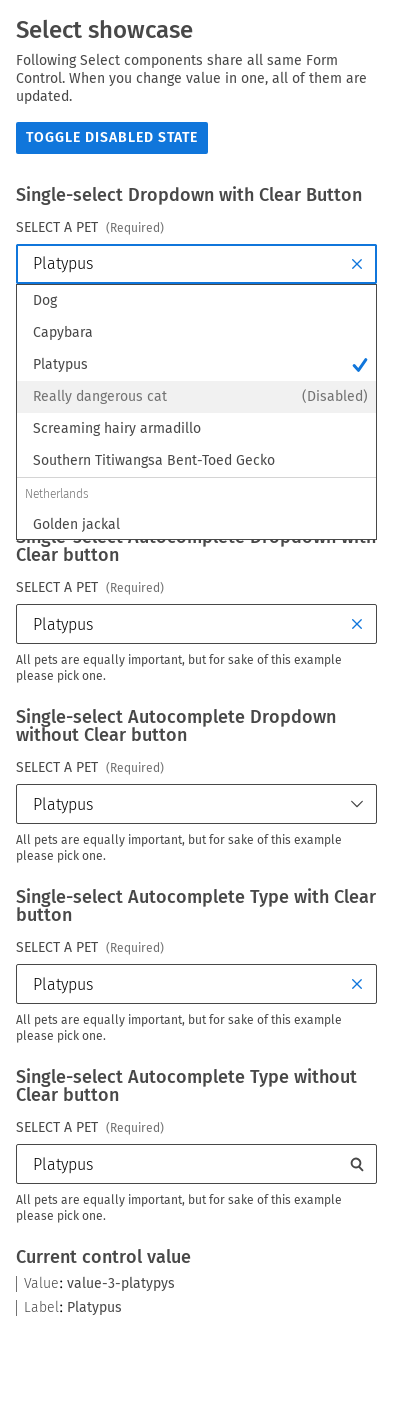 Select showcase
Following Select components share all same Form
Control. When you change value in one, all of them are
updated.
TOGGLE DISABLED STATE
Single-select Dropdown with Clear Button
SELECT A PET (Required)
Platypus
Dog
Capybara
Platypus
Really dangerous cat (Disabled)
Screaming hairy armadillo
Southern Titiwangsa Bent-Toed Gecko
Netherlands
Golden jackal
Single-select Autocomplete Dropdown with
Clear button
SELECT A PET (Required)
Platypus
All pets are equally important, but for sake of this example
please pick one.
Single-select Autocomplete Dropdown
without Clear button
SELECT A PET (Required)
Platypus
All pets are equally important, but for sake of this example
please pick one.
Single-select Autocomplete Type with Clear
button
SELECT A PET (Required)
Platypus
All pets are equally important, but for sake of this example
please pick one.
Single-select Autocomplete Type without
Clear button
SELECT A PET (Required)
Platypus
All pets are equally important, but for sake of this example
please pick one.
Current control value
Value: value-3-platypys
Label: Platypus